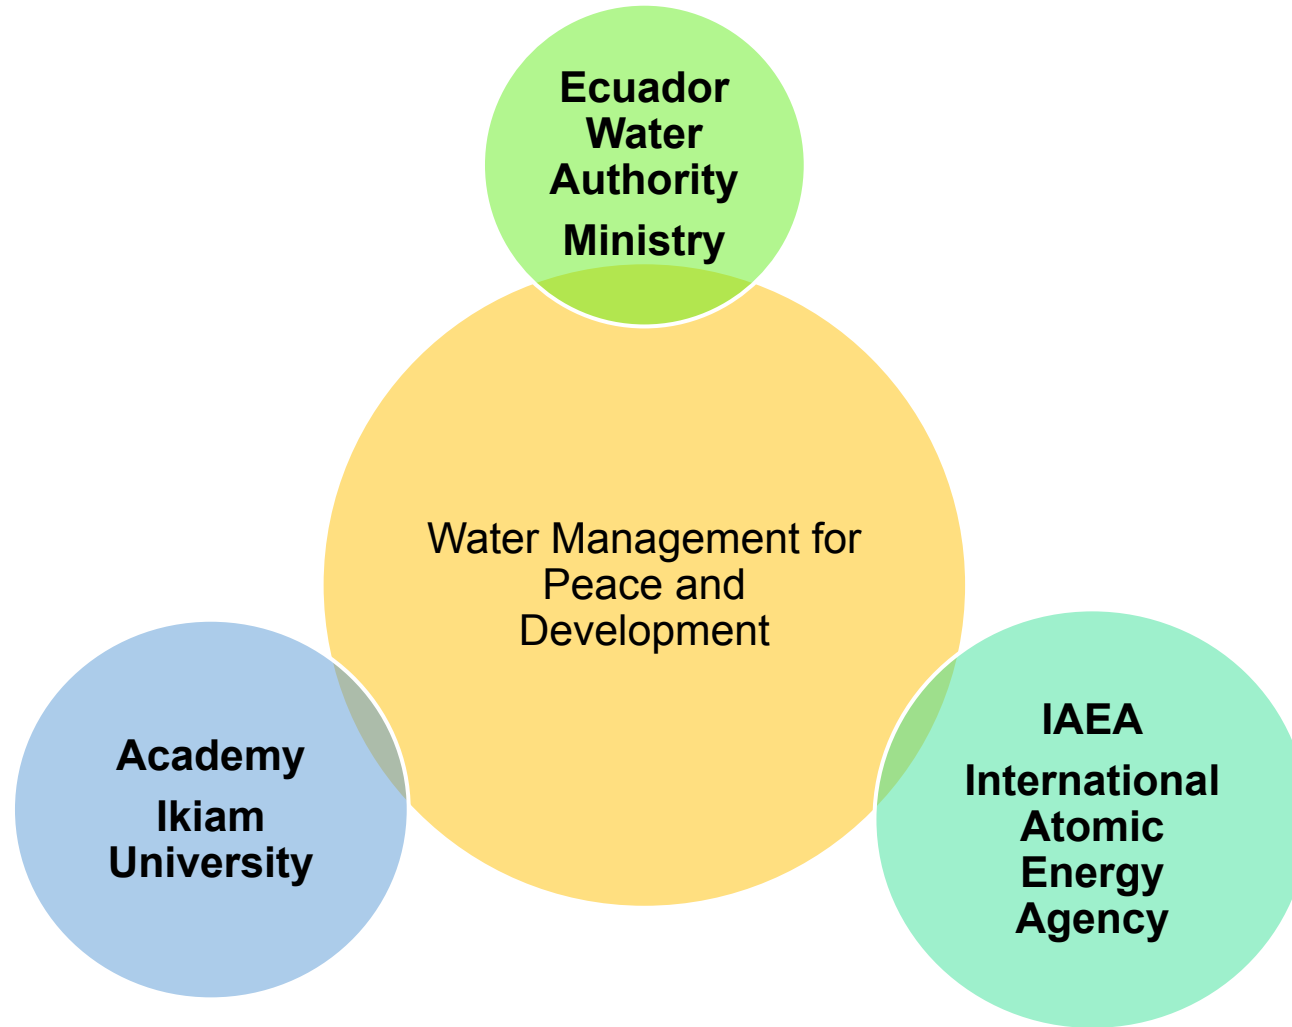 Ecuador
Water
Authority
Ministry
Water Management for
Peace and
Development
Academy
Ikiam
University
IAEA
International
Atomic
Energy
Agency